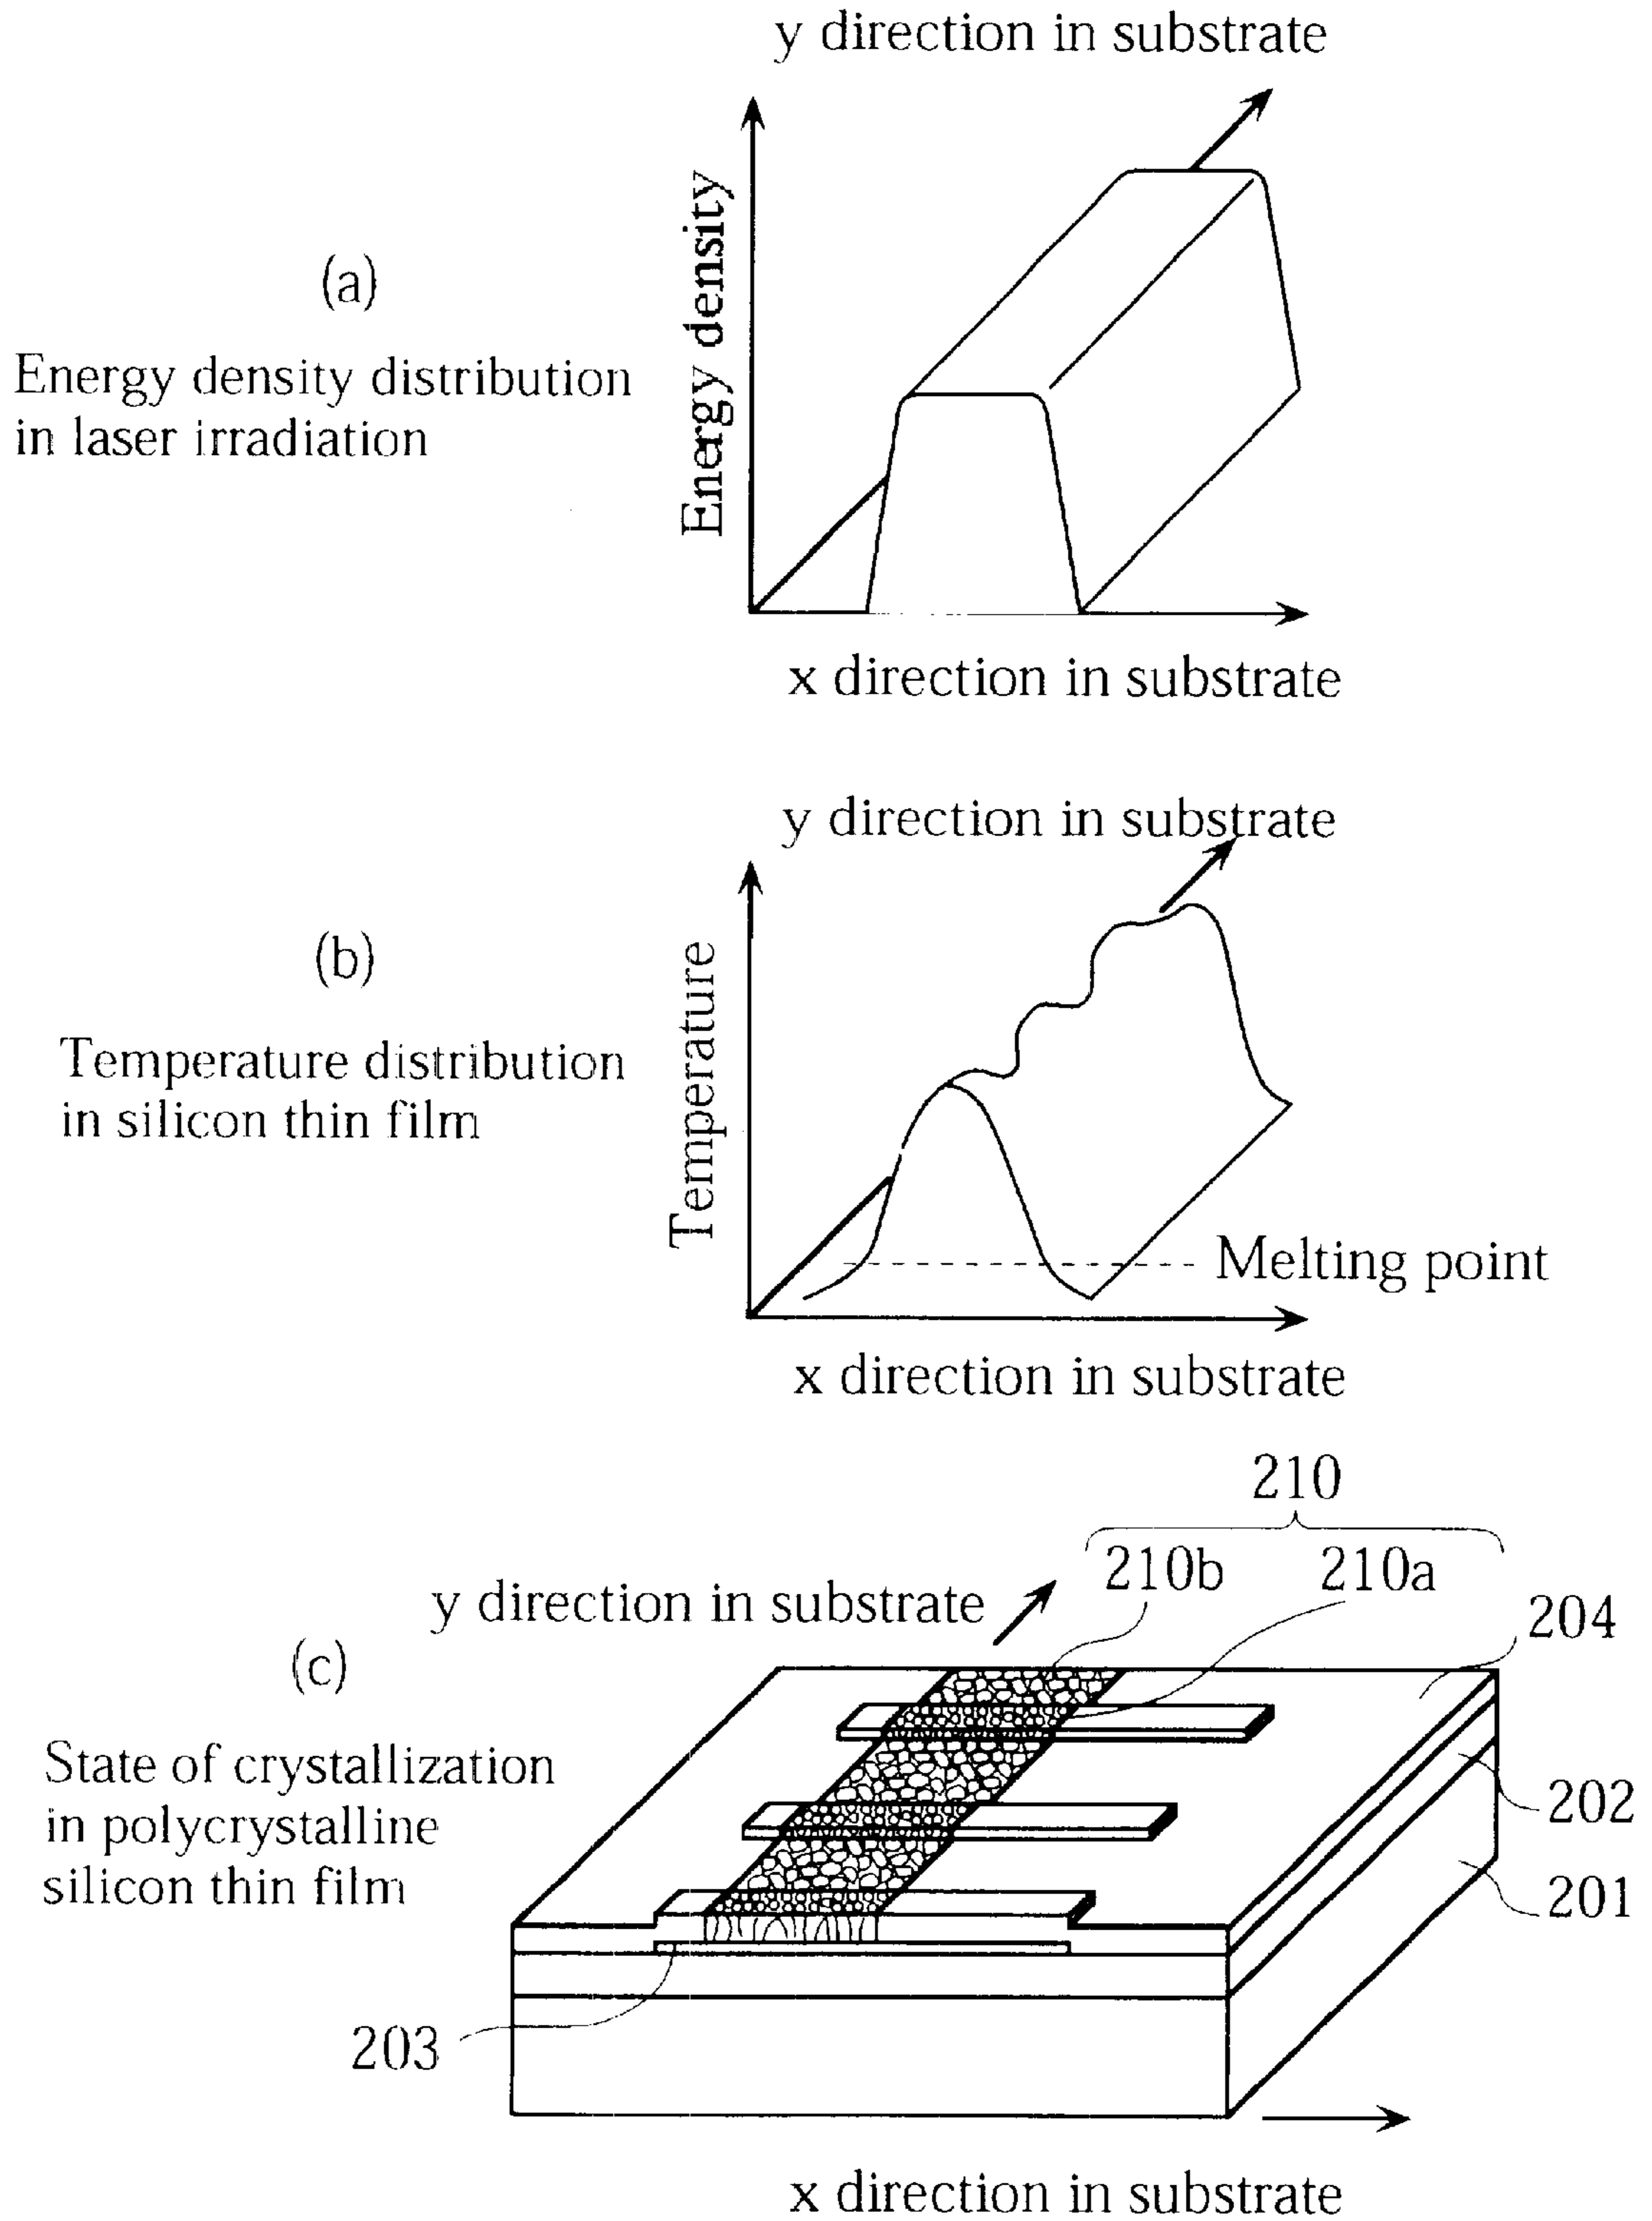 y direction in substrate
Energy density
(a)
Energy density distribution
in laser irradiation
x direction in substrate
y direction in substrate
Temperature
(b)
Temperature distribution
in silicon thin film
Melting point
x direction in substrate
210
210b 210a
y direction in substrate
204
(c)
State of crystallization
in polycrystalline
silicon thin film
202
201
203
x direction in substrate